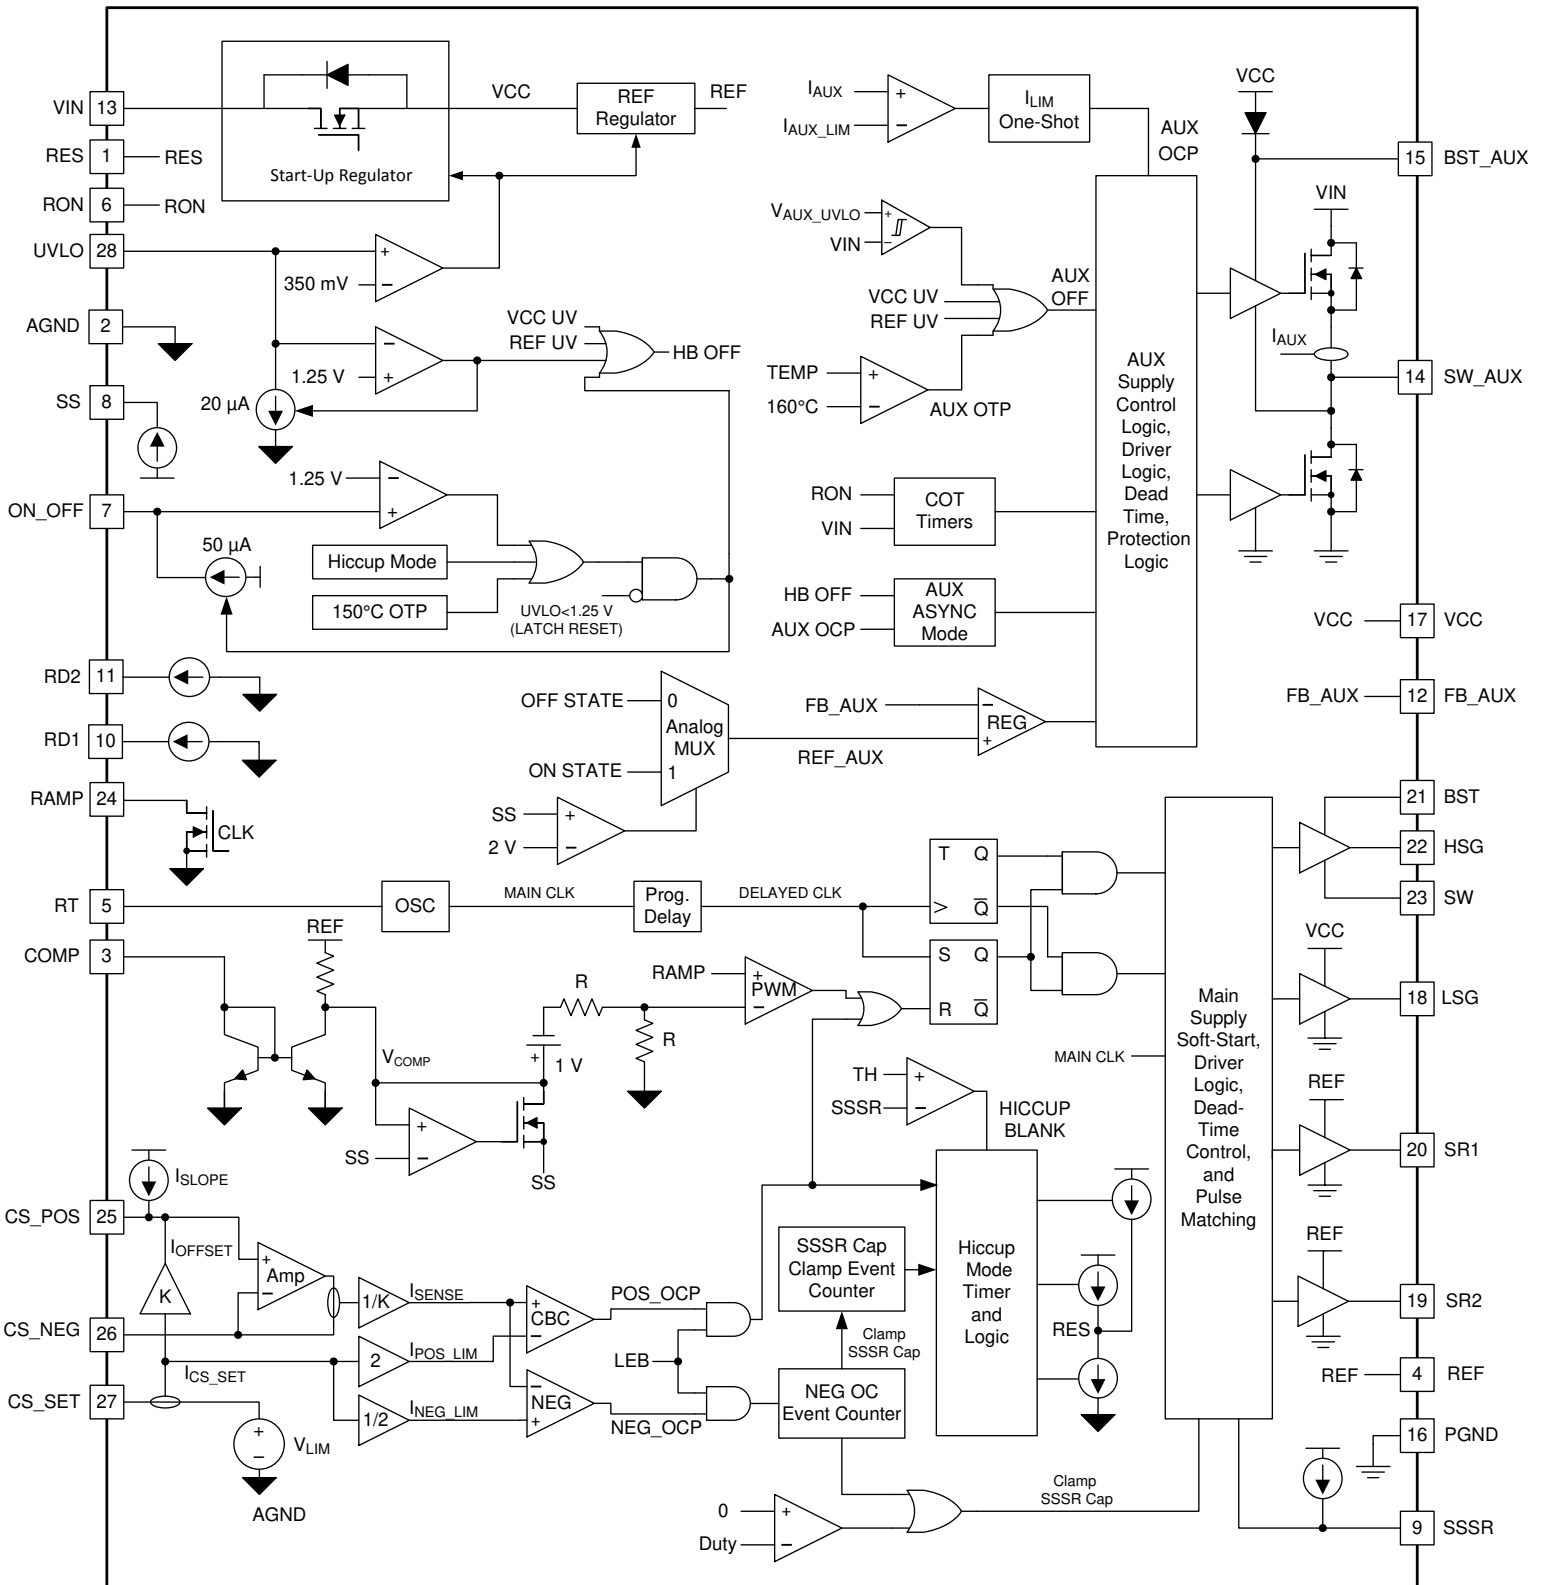 VIN 13
RES 1 RES
RON 6 RON
UVLO 28
AGND 2
SS 8
ON_OFF 7
RD2 11
RD1 10
RAMP 24
RT 5
COMP 3
CS_POS 25
CS_NEG 26
CS_SET 27
Start-Up Regulator
VCC
REF
Regulator
REF
+
350 mV −
−
1.25 V +
20 µA
VCC UV
REF UV
HB OFF
1.25 V −
+
50 µA
Hiccup Mode
150°C OTP
UVLO<1.25 V
(LATCH RESET)
CLK
OFF STATE 0
Analog
MUX
ON STATE 1
SS +
2 V −
REF_AUX
FB_AUX −
REG
+
IAUX +
IAUX_LIM −
ILIM
One-Shot
AUX
OCP
VAUX_UVLO +
VIN −
VCC UV
REF UV
AUX
OFF
TEMP +
160°C −
AUX OTP
RON
VIN
COT
Timers
HB OFF
AUX OCP
AUX
ASYNC
Mode
AUX
Supply
Control
Logic,
Driver
Logic,
Dead
Time,
Protection
Logic
VCC
VIN
IAUX
15 BST_AUX
14 SW_AUX
VCC 17 VCC
FB_AUX 12 FB_AUX
21 BST
22 HSG
23 SW
VCC
18 LSG
REF
20 SR1
REF
19 SR2
REF 4 REF
16 PGND
9 SSSR
OSC
MAIN CLK
Prog.
Delay
DELAYED CLK
T Q
> Q
S Q
R Q
REF
VCOMP
R
R
+ 1 V
RAMP +
PWM
−
+
SS −
SS
MAIN CLK
TH +
SSSR −
HICCUP
BLANK
Main
Supply
Soft-Start,
Driver
Logic,
Dead-
Time
Control,
and
Pulse
Matching
ISLOPE
IOFFSET
K
+
Amp
−
ICS_SET
1/K
ISENSE
2
IPOS_LIM
1/2
INEG_LIM
+
CBC
−
−
NEG
+
POS_OCP
LEB
NEG_OCP
+
−
VLIM
AGND
SSSR Cap
Clamp Event
Counter
Clamp
SSSR Cap
NEG OC
Event Counter
Hiccup
Mode
Timer
and
Logic
RES
0 +
Duty −
Clamp
SSSR Cap